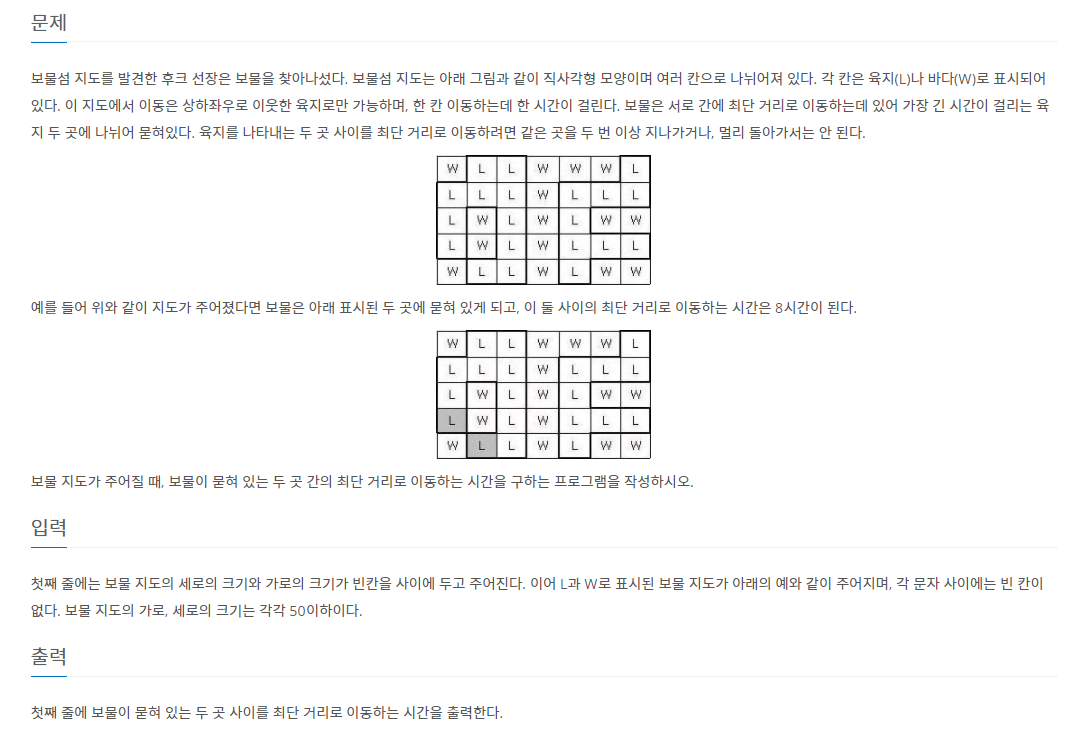 문제
보물섬 지도를 발견한 후크 선장은 보물을 찾아나섰다. 보물섬 지도는 아래 그림과 같이 직사각형 모양이며 여러 칸으로 나뉘어져 있다. 각 칸은 육지(L)나 바다(W)로 표시되어
있다. 이 지도에서 이동은 상하좌우로 이웃한 육지로만 가능하며, 한 칸 이동하는데 한 시간이 걸린다. 보물은 서로 간에 최단 거리로 이동하는데 있어 가장 긴 시간이 걸리는 육
지 두 곳에 나뉘어 묻혀있다. 육지를 나타내는 두 곳 사이를 최단 거리로 이동하려면 같은 곳을 두 번 이상 지나가거나, 멀리 돌아가서는 안 된다.
W L L W W W L
L L L W L L L
L W L W L W W
L W L W L L L
W L L W L W W
예를 들어 위와 같이 지도가 주어졌다면 보물은 아래 표시된 두 곳에 묻혀 있게 되고, 이 둘 사이의 최단 거리로 이동하는 시간은 8시간이 된다.
W L L W W W L
L L L W L L L
L W L W L W W
L W L W L L L
W L L W L W W
보물 지도가 주어질 때, 보물이 묻혀 있는 두 곳 간의 최단 거리로 이동하는 시간을 구하는 프로그램을 작성하시오.
입력
첫째 줄에는 보물 지도의 세로의 크기와 가로의 크기가 빈칸을 사이에 두고 주어진다. 이어 L과 W로 표시된 보물 지도가 아래의 예와 같이 주어지며, 각 문자 사이에는 빈 칸이
없다. 보물 지도의 가로, 세로의 크기는 각각 50이하이다.
출력
첫째 줄에 보물이 묻혀 있는 두 곳 사이를 최단 거리로 이동하는 시간을 출력한다.